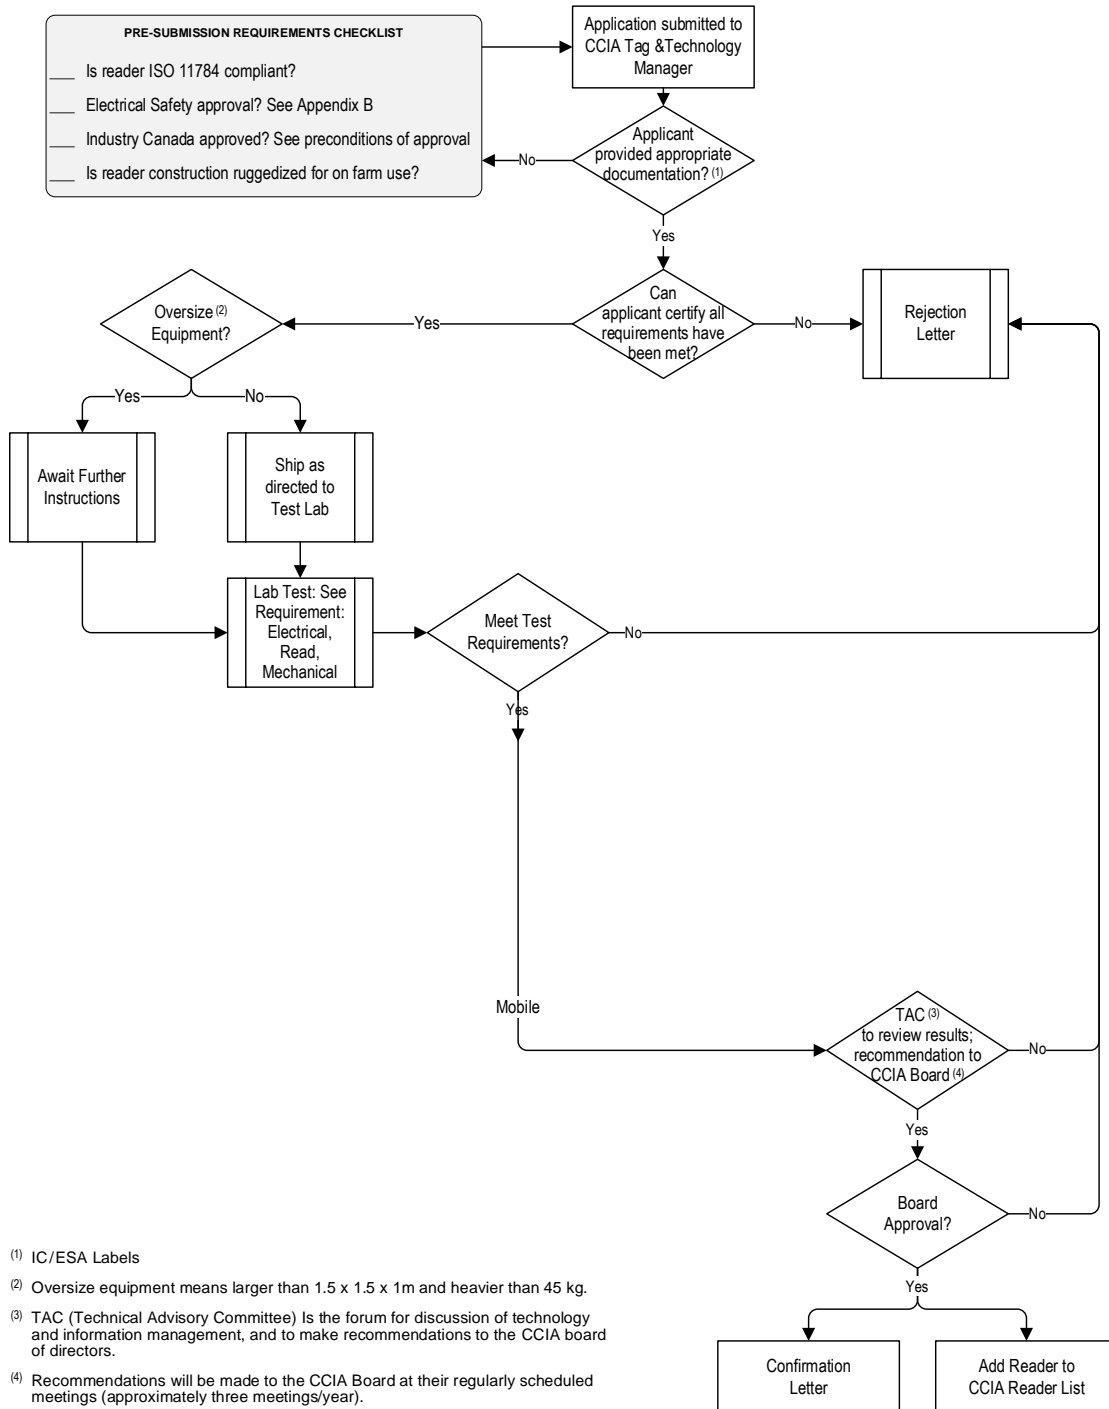 PRE-SUBMISSION REQUIREMENTS CHECKLIST
___ Is reader ISO 11784 compliant?
___ Electrical Safety approval? See Appendix B
___ Industry Canada approved? See preconditions of approval
___ Is reader construction ruggedized for on farm use?
Application submitted to
CCIA Tag &Technology
Manager
Applicant
provided appropriate
documentation? (1)
No
Yes
Can
applicant certify all
requirements have
been met?
Yes
No
Rejection
Letter
Oversize (2)
Equipment?
Yes
No
Await Further
Instructions
Ship as
directed to
Test Lab
Lab Test: See
Requirement:
Electrical,
Read,
Mechanical
Meet Test
Requirements?
No
Yes
Mobile
TAC (3)
to review results;
recommendation to
CCIA Board (4)
No
Yes
Board
Approval?
No
Yes
Confirmation
Letter
Add Reader to
CCIA Reader List
(1) IC/ESA Labels
(2) Oversize equipment means larger than 1.5 x 1.5 x 1m and heavier than 45 kg.
(3) TAC (Technical Advisory Committee) Is the forum for discussion of technology
and information management, and to make recommendations to the CCIA board
of directors.
(4) Recommendations will be made to the CCIA Board at their regularly scheduled
meetings (approximately three meetings/year).